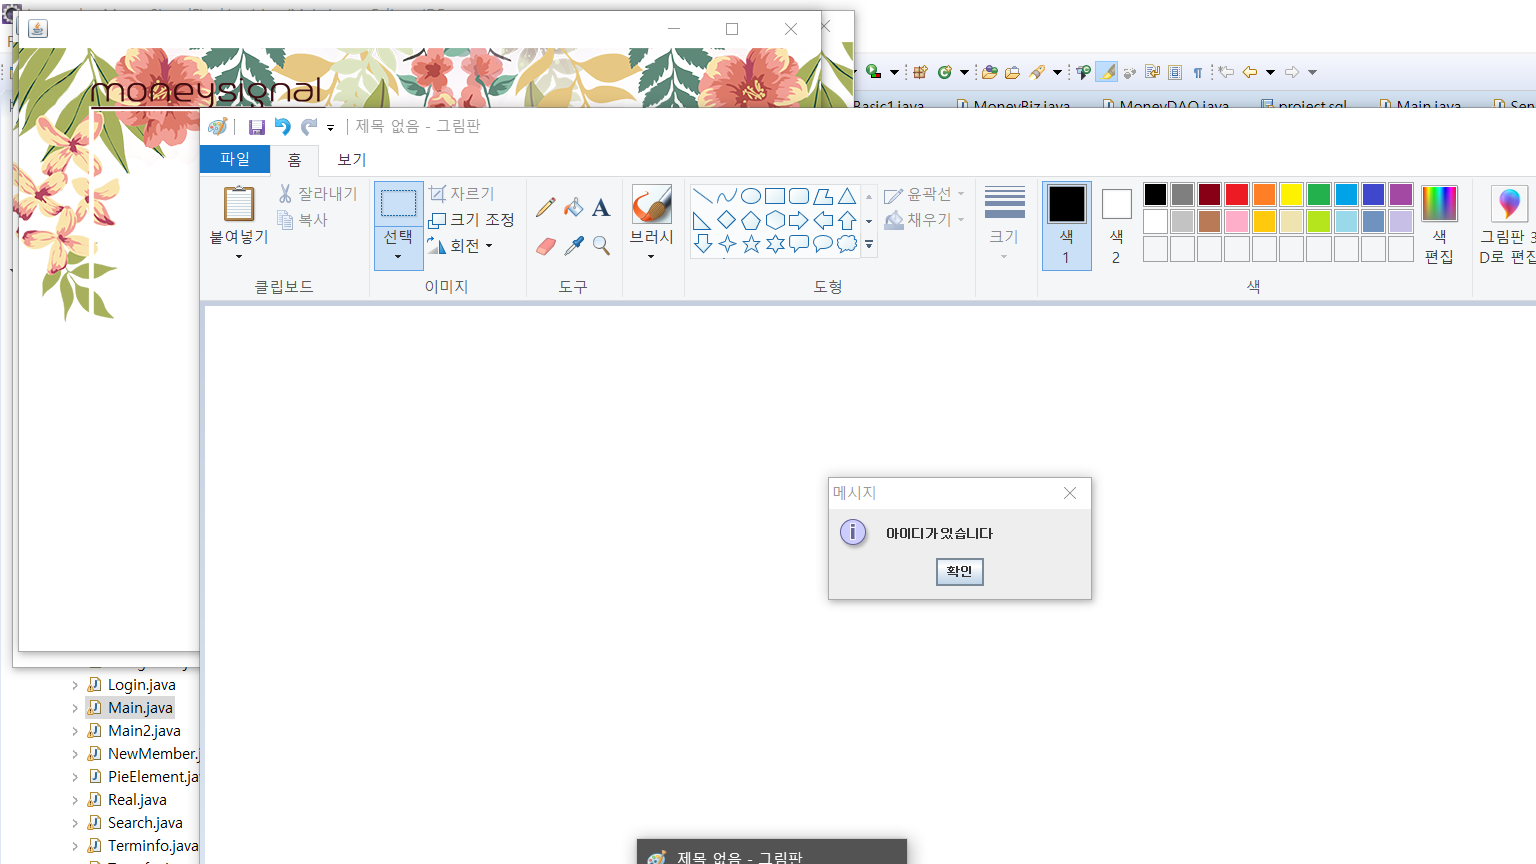 moneysignal
Basic1.java
MoneyBiz.java
MoneyDAO.java
project.sql
Main.java
제목 없음 - 그림판
파일
홈
보기
붙여넣기
잘라내기
복사
클립보드
선택
자르기
크기 조정
회전
이미지
A
도구
브러시
윤곽선
채우기
도형
크기
색
1
색
2
색
편집
색
그림판 3
D로 편집
메시지
아이디가 있습니다
확인
Login.java
Main.java
Main2.java
NewMember.j
PieElement.ja
Real.java
Search.java
Terminfo.java
제목 없음 - 그림판